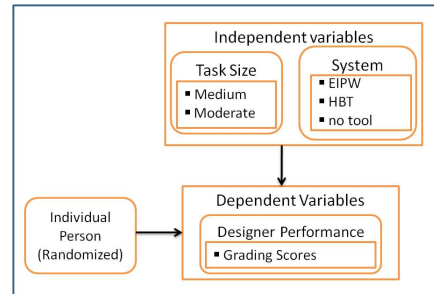 Independent variables
Task Size
▪ Medium
▪ Moderate
System
▪ EIPW
▪ HBT
▪ no tool
Individual
Person
(Randomized)
Dependent Variables
Designer Performance
▪ Grading Scores